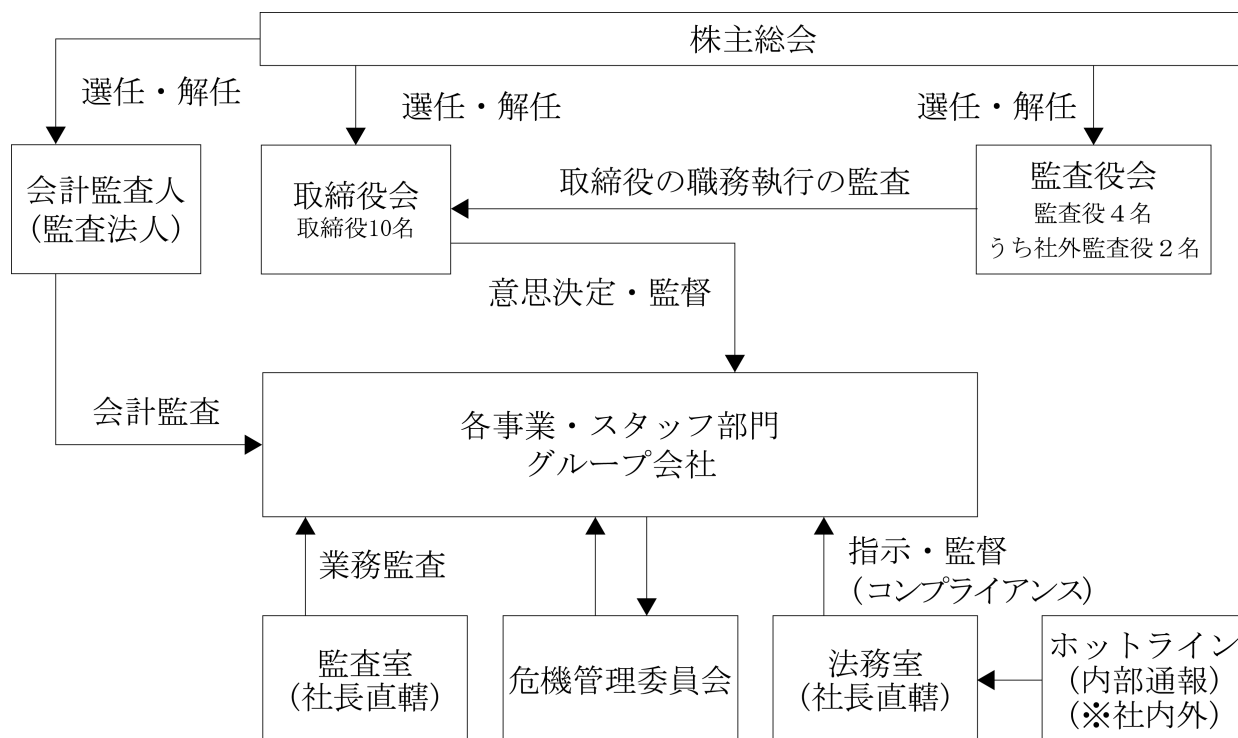 株主総会
選任・解任
選任・解任
選任・解任
会計監査人
(監査法人)
取締役会
取締役10名
取締役の職務執行の監査
監査役会
監査役４名
うち社外監査役２名
意思決定・監督
会計監査
各事業・スタッフ部門
グループ会社
業務監査
指示・監督
(コンプライアンス)
監査室
(社長直轄)
危機管理委員会
法務室
(社長直轄)
ホットライン
(内部通報)
(※社内外)